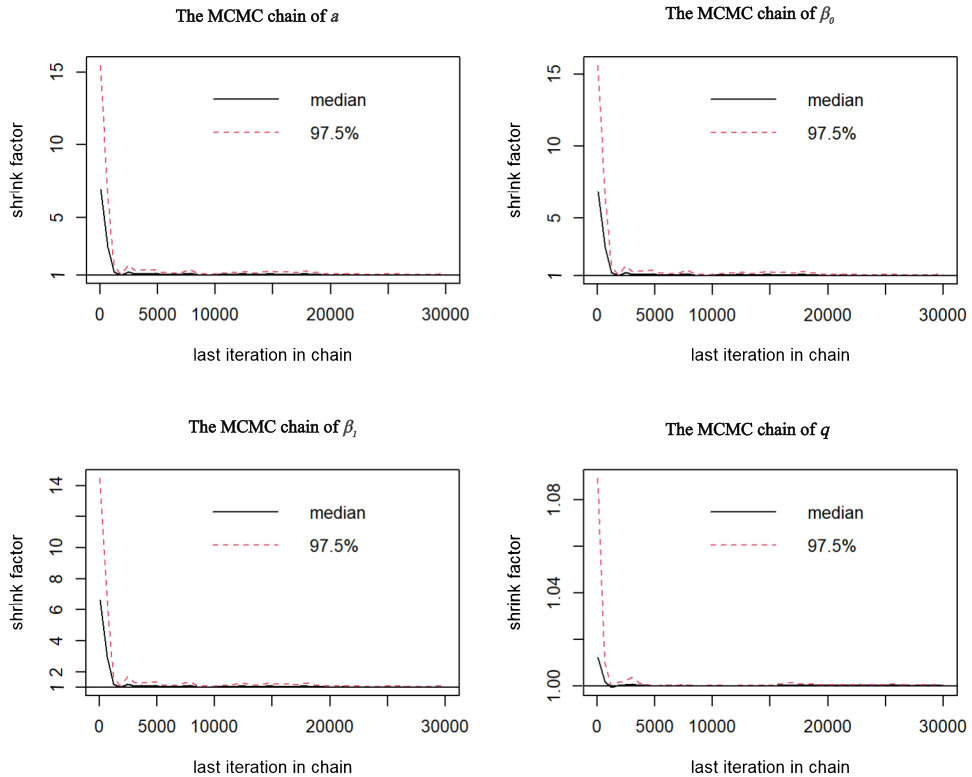 The MCMC chain of a
shrink factor
15
10
5
1
median
97.5%
0 5000 10000 20000 30000
last iteration in chain
The MCMC chain of β₀
shrink factor
15
10
5
1
median
97.5%
0 5000 10000 20000 30000
last iteration in chain
The MCMC chain of β₁
shrink factor
14
10
8
6
4
2
1
median
97.5%
0 5000 10000 20000 30000
last iteration in chain
The MCMC chain of q
shrink factor
1.08
1.04
1.00
median
97.5%
0 5000 10000 20000 30000
last iteration in chain